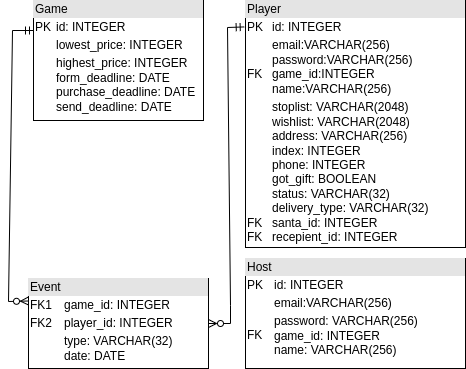 Game
PK id: INTEGER
lowest_price: INTEGER
highest_price: INTEGER
form_deadline: DATE
purchase_deadline: DATE
send_deadline: DATE
Player
PK id: INTEGER
email:VARCHAR(256)
password:VARCHAR(256)
FK game_id:INTEGER
name:VARCHAR(256)
stoplist: VARCHAR(2048)
wishlist: VARCHAR(2048)
address: VARCHAR(256)
index: INTEGER
phone: INTEGER
got_gift: BOOLEAN
status: VARCHAR(32)
delivery_type: VARCHAR(32)
FK santa_id: INTEGER
FK recepient_id: INTEGER
Event
FK1 game_id: INTEGER
FK2 player_id: INTEGER
type: VARCHAR(32)
date: DATE
Host
PK id: INTEGER
email:VARCHAR(256)
password: VARCHAR(256)
FK game_id: INTEGER
name: VARCHAR(256)